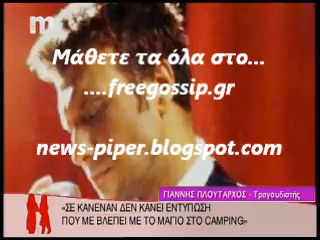 m
Μάθετε τα όλα στο...
....freegossip.gr
news-piper.blogspot.com
ΓΙΑΝΝΗΣ ΠΛΟΥΤΑΡΧΟΣ - Τραγουδιστής
«ΣΕ ΚΑΝΕΝΑΝ ΔΕΝ ΚΑΝΕΙ ΕΝΤΥΠΩΣΗ
ΠΟΥ ΜΕ ΒΛΕΠΕΙ ΜΕ ΤΟ ΜΑΓΙΟ ΣΤΟ CAMPING»